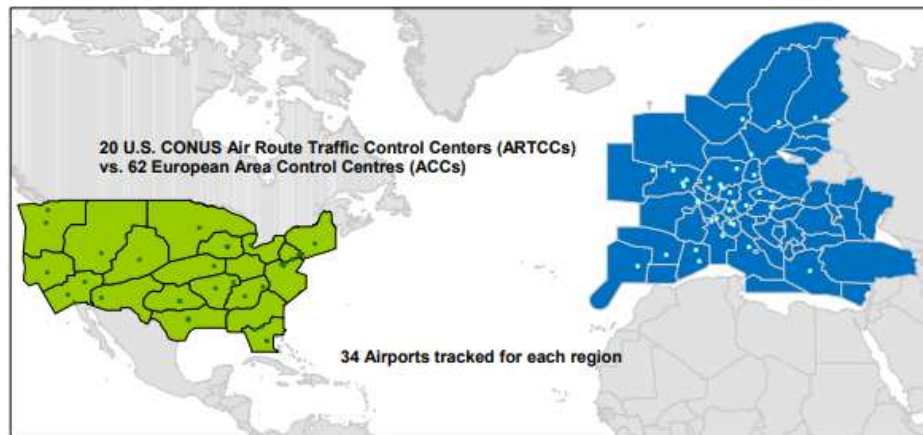 20 U.S. CONUS Air Route Traffic Control Centers (ARTCCs)
vs. 62 European Area Control Centres (ACCs)
34 Airports tracked for each region